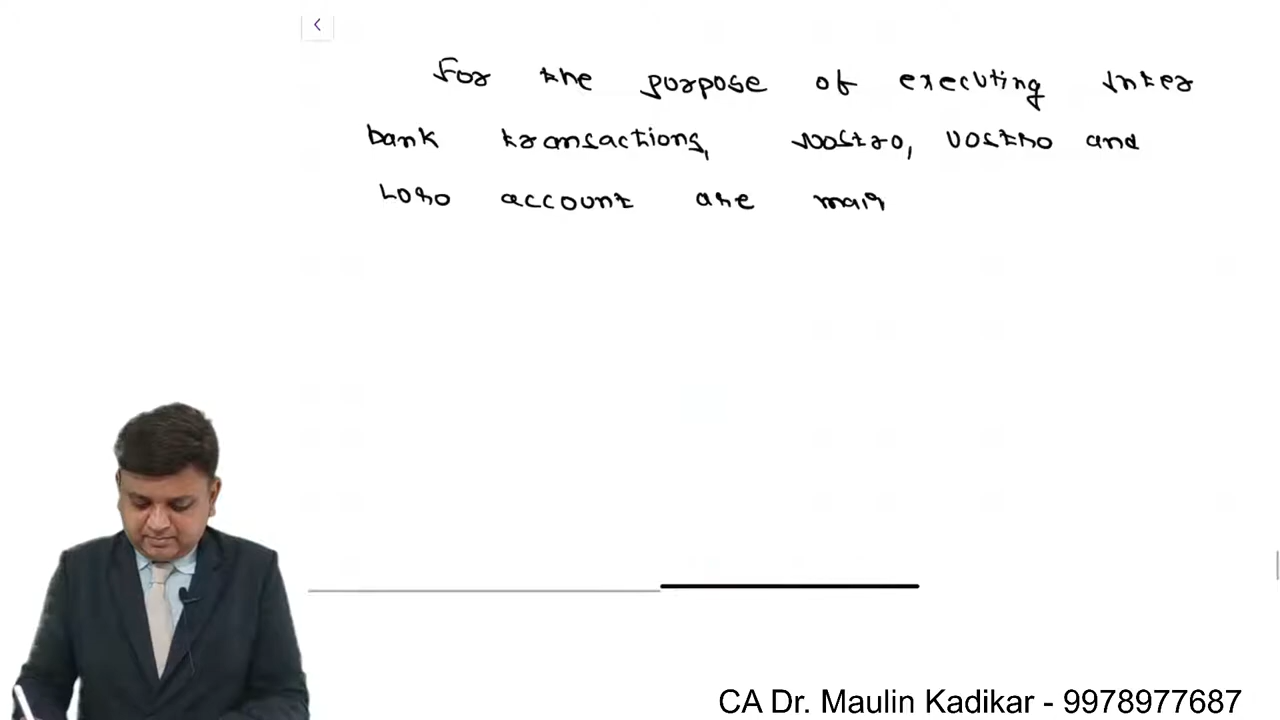 For the purpose of executing inter
bank transactions, Nostro, Vostro and
Loro account are main
CA Dr. Maulin Kadikar - 9978977687